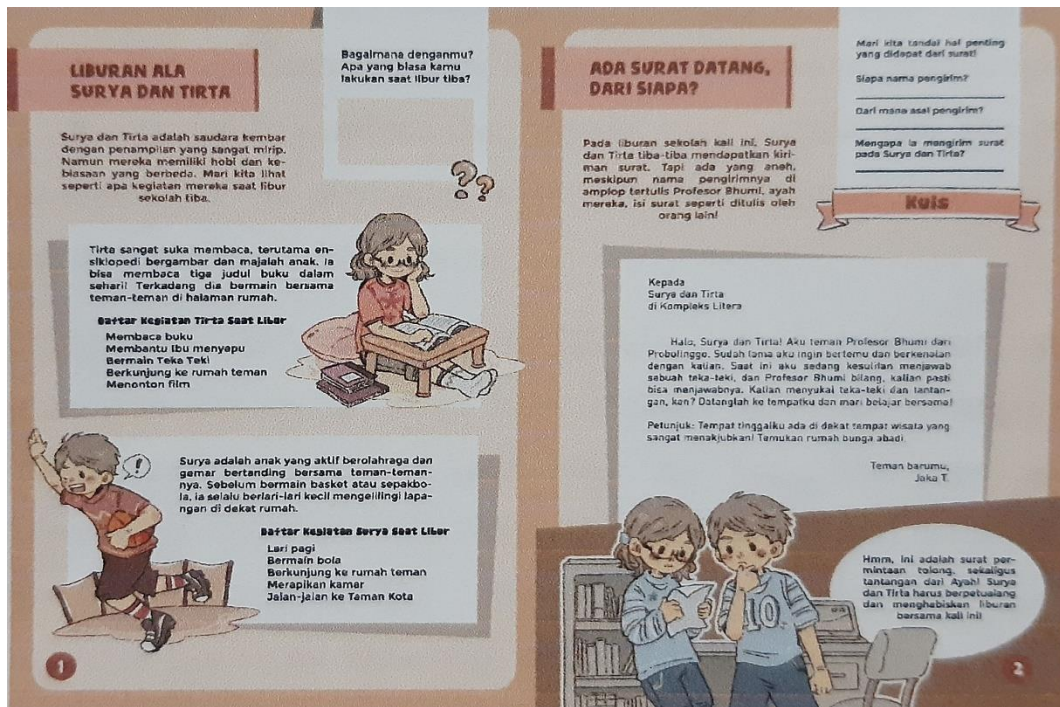 LIBURAN ALA
SURYA DAN TIRTA
Bagaimana denganmu?
Apa yang biasa kamu
lakukan saat libur tiba?
Surya dan Tirta adalah saudara kembar
dengan penampilan yang sangat mirip.
Namun mereka memiliki hobi dan ke-
biasaan yang berbeda. Mari kita lihat
seperti apa kegiatan mereka saat libur
sekolah tiba.
??
Tirta sangat suka membaca, terutama en-
siklopedi bergambar dan majalah anak. Ia
bisa membaca tiga judul buku dalam
sehari! Terkadang dia bermain bersama
teman-teman di halaman rumah.
Daftar Kegiatan Tirta Saat Libur
Membaca buku
Membantu Ibu menyapu
Bermain Teka Teki
Berkunjung ke rumah teman
Menonton film
!
Surya adalah anak yang aktif berolahraga dan
gemar bertanding bersama teman-teman-
nya. Sebelum bermain basket atau sepakbo-
la, ia selalu berlari-lari kecil mengelilingi lapa-
ngan di dekat rumah.
Daftar Kegiatan Surya Saat Libur
Lari pagi
Bermain bola
Berkunjung ke rumah teman
Merapikan kamar
Jalan-jalan ke Taman Kota
1
ADA SURAT DATANG,
DARI SIAPA?
Mari kita tandai hal penting
yang didapat dari surat!
Siapa nama pengirim?
Dari mana asal pengirim?
Mengapa ia mengirim surat
pada Surya dan Tirta?
Kuis
Pada liburan sekolah kali ini, Surya
dan Tirta tiba-tiba mendapatkan kiri-
man surat. Tapi ada yang aneh,
meskipun nama pengirimnya di
amplop tertulis Profesor Bhumi, ayah
mereka, isi surat seperti ditulis oleh
orang lain!
Kepada
Surya dan Tirta
di Kompleks Litera
Halo, Surya dan Tirta! Aku teman Profesor Bhumi dari
Probolinggo. Sudah lama aku ingin bertemu dan berkenalan
dengan kalian. Saat ini aku sedang kesulitan menjawab
sebuah teka-teki, dan Profesor Bhumi bilang, kalian pasti
bisa menjawabnya. Kalian menyukai teka-teki dan tantan-
gan, kan? Datanglah ke tempatku dan mari belajar bersama!
Petunjuk: Tempat tinggalku ada di dekat tempat wisata yang
sangat menakjubkan! Temukan rumah bunga abadi.
Teman barumu,
Joko T.
10
Hmm, ini adalah surat per-
mintaan tolong, sekaligus
tantangan dari Ayah! Surya
dan Tirta harus berpetualang
dan menghabiskan liburan
bersama kali ini!
2